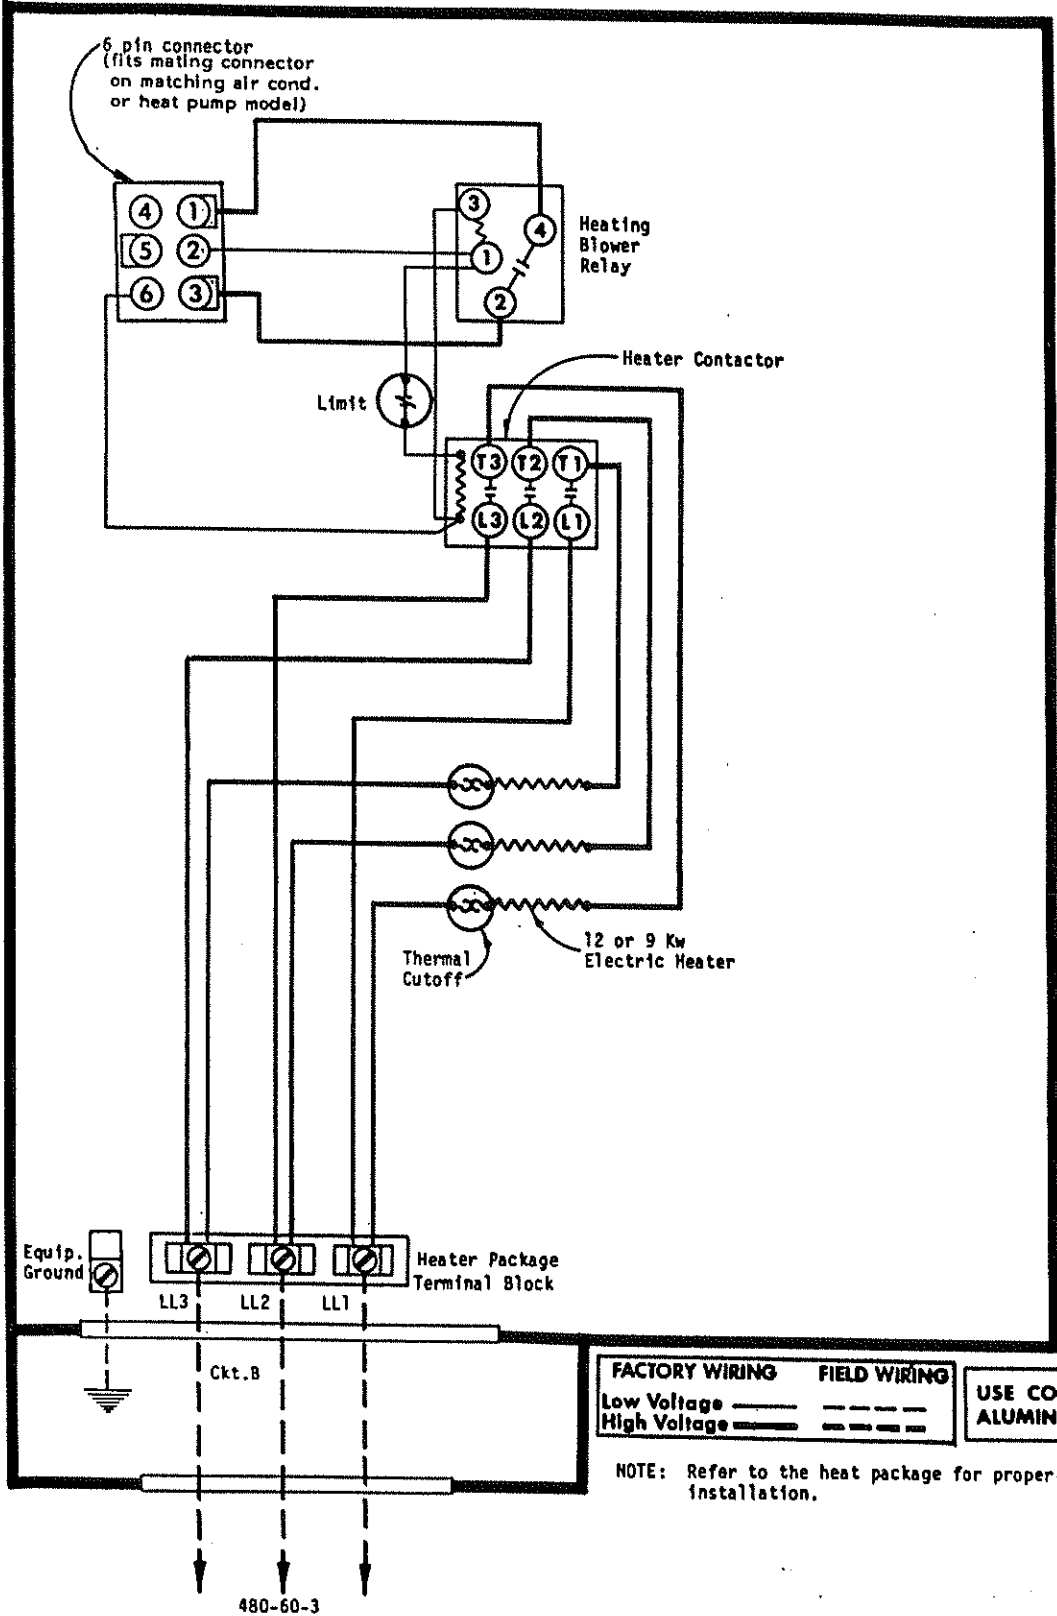 6 pin connector
(fits mating connector
on matching air cond.
or heat pump model)
4 1
5 2
6 3
3
4
1
2
Heating
Blower
Relay
Heater Contactor
Limit
T3 T2 T1
L3 L2 L1
12 or 9 Kw
Electric Heater
Thermal
Cutoff
Equip.
Ground
Heater Package
Terminal Block
LL3 LL2 LL1
Ckt.B
FACTORY WIRING FIELD WIRING
Low Voltage
High Voltage
USE CO
ALUMIN
NOTE: Refer to the heat package for proper
installation.
480-60-3